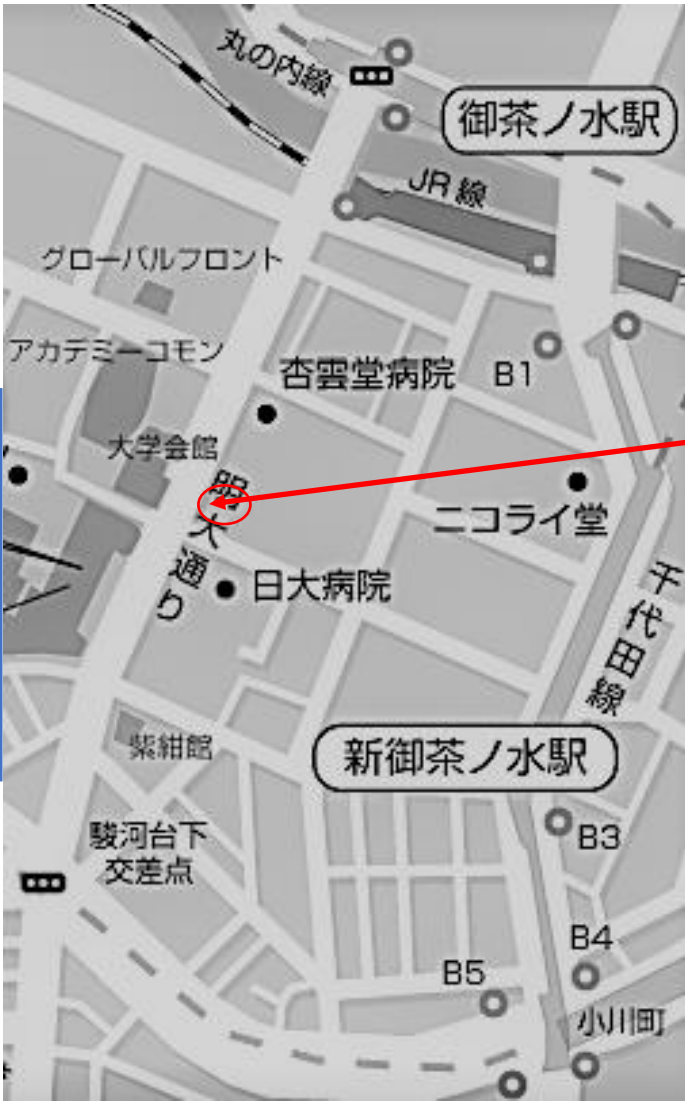 丸の内線
御茶ノ水駅
JR線
グローバルフロント
アカデミーコモン
杏雲堂病院
B1
大学会館
明大通り
ニコライ堂
日大病院
千代田線
紫紺館
新御茶ノ水駅
駿河台下
交差点
B3
B4
B5
小川町